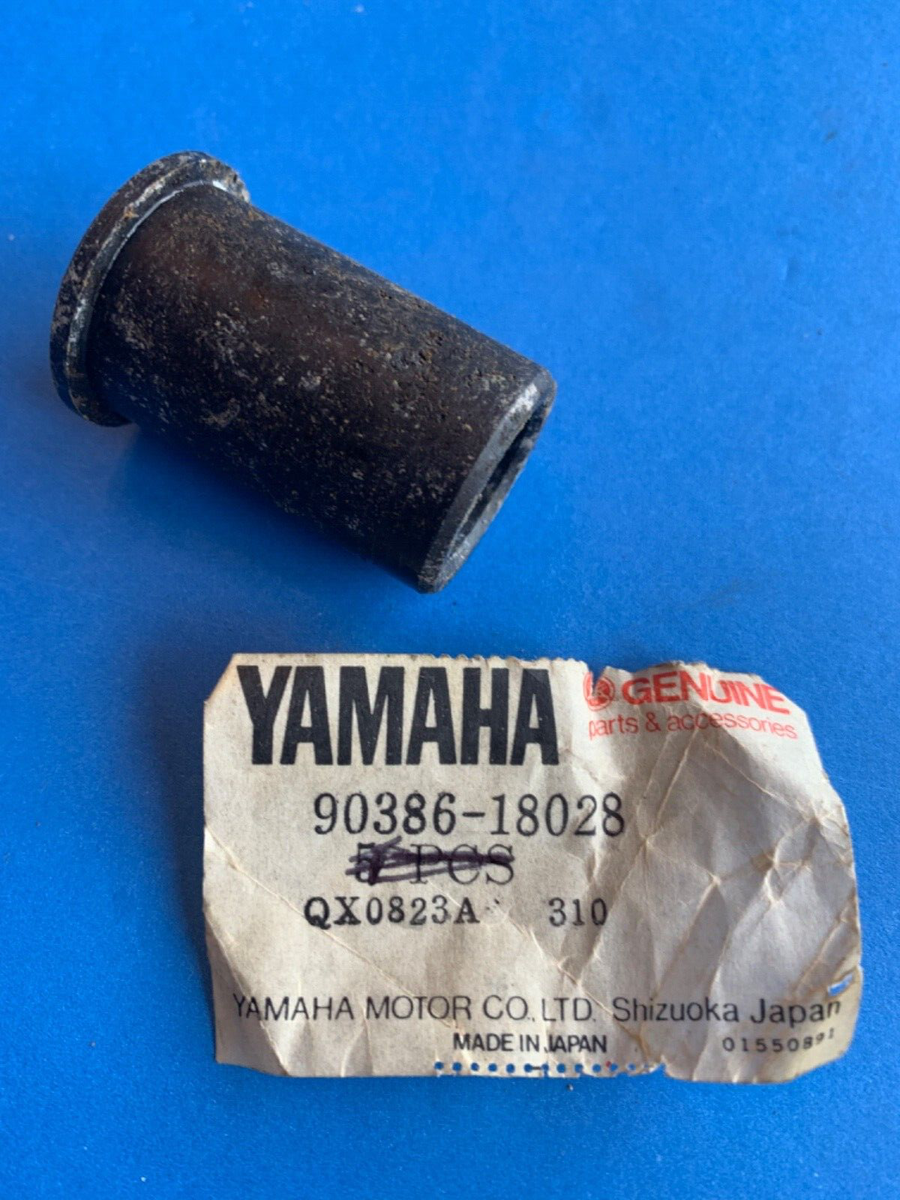 YAMAHA
GENUINE
parts & accessories
90386-18028
5 PCS
QX0823A 310
YAMAHA MOTOR CO., LTD. Shizuoka Japan
MADE IN JAPAN
01550891